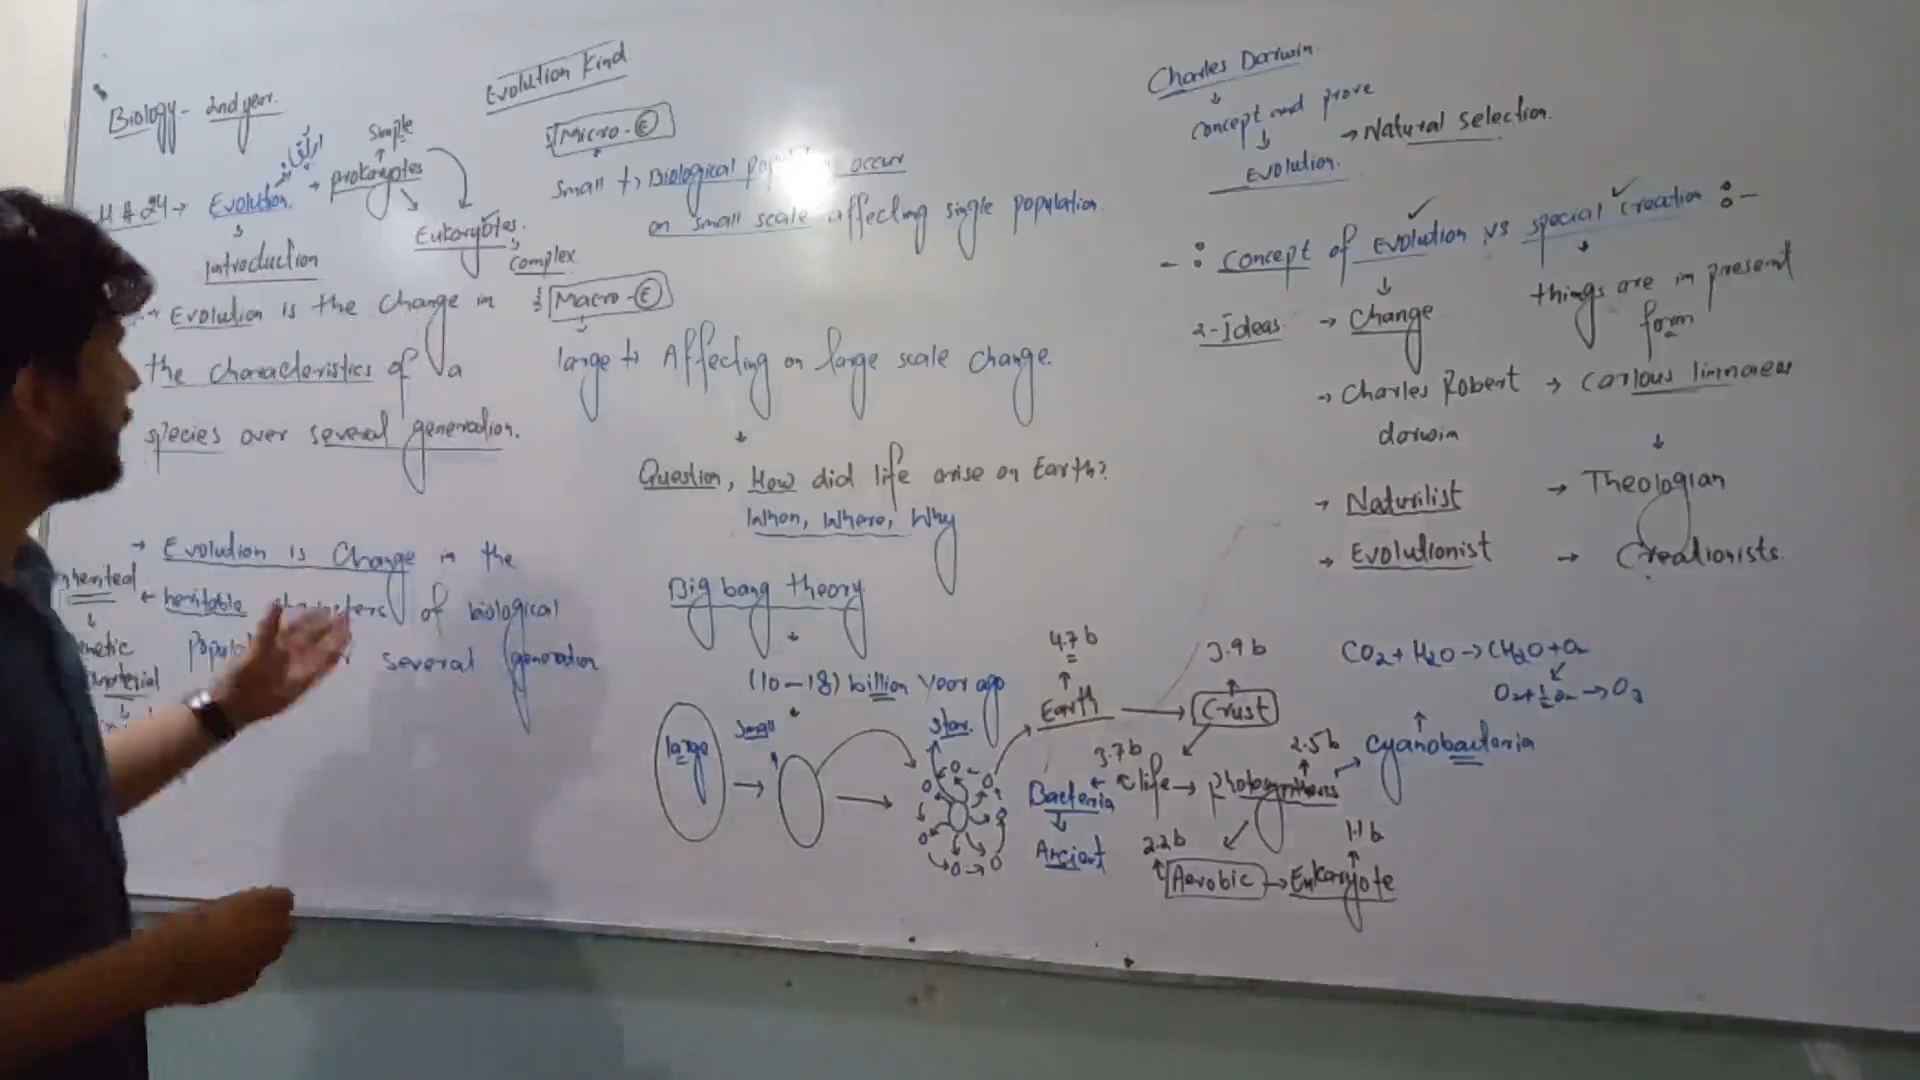 Biology - 2nd year.
# 24 → Evolution. → prokaryotes
ارتقاء
simple
Eukaryotes.
complex
introduction
→ Evolution is the change in
the characteristics of a
species over several generation.
→ Evolution is change in the
heritable characters of biological
several generation
inherited
genetic
material
Evolution Kind
Micro-Ⓔ
small → Biological occur
on small scale affecting single population.
Macro-Ⓔ
large → Affecting on large scale change.
Question, How did life arise on Earth?
When, Where, Why
Big bang theory
(10-18) billion year ago
large
small
star.
4.7 b
Earth
3.9 b
Crust
3.7 b
life → photosynthesis
2.5 b
Cyanobacteria
CO2 + H2O → CH2O + O2
O2 + ½O2 → O3
Bacteria
Ancient
2.2 b
Aerobic → Eukaryote
1.1 b
Charles Darwin.
concept and prove
Evolution. → Natural selection.
-: Concept of Evolution vs special Creation :-
2-Ideas. → Change
things are in present
form
→ Charles Robert
darwin
→ Carlous linnaeus
→ Naturilist
→ Theologian
→ Evolutionist
→ Creationists.